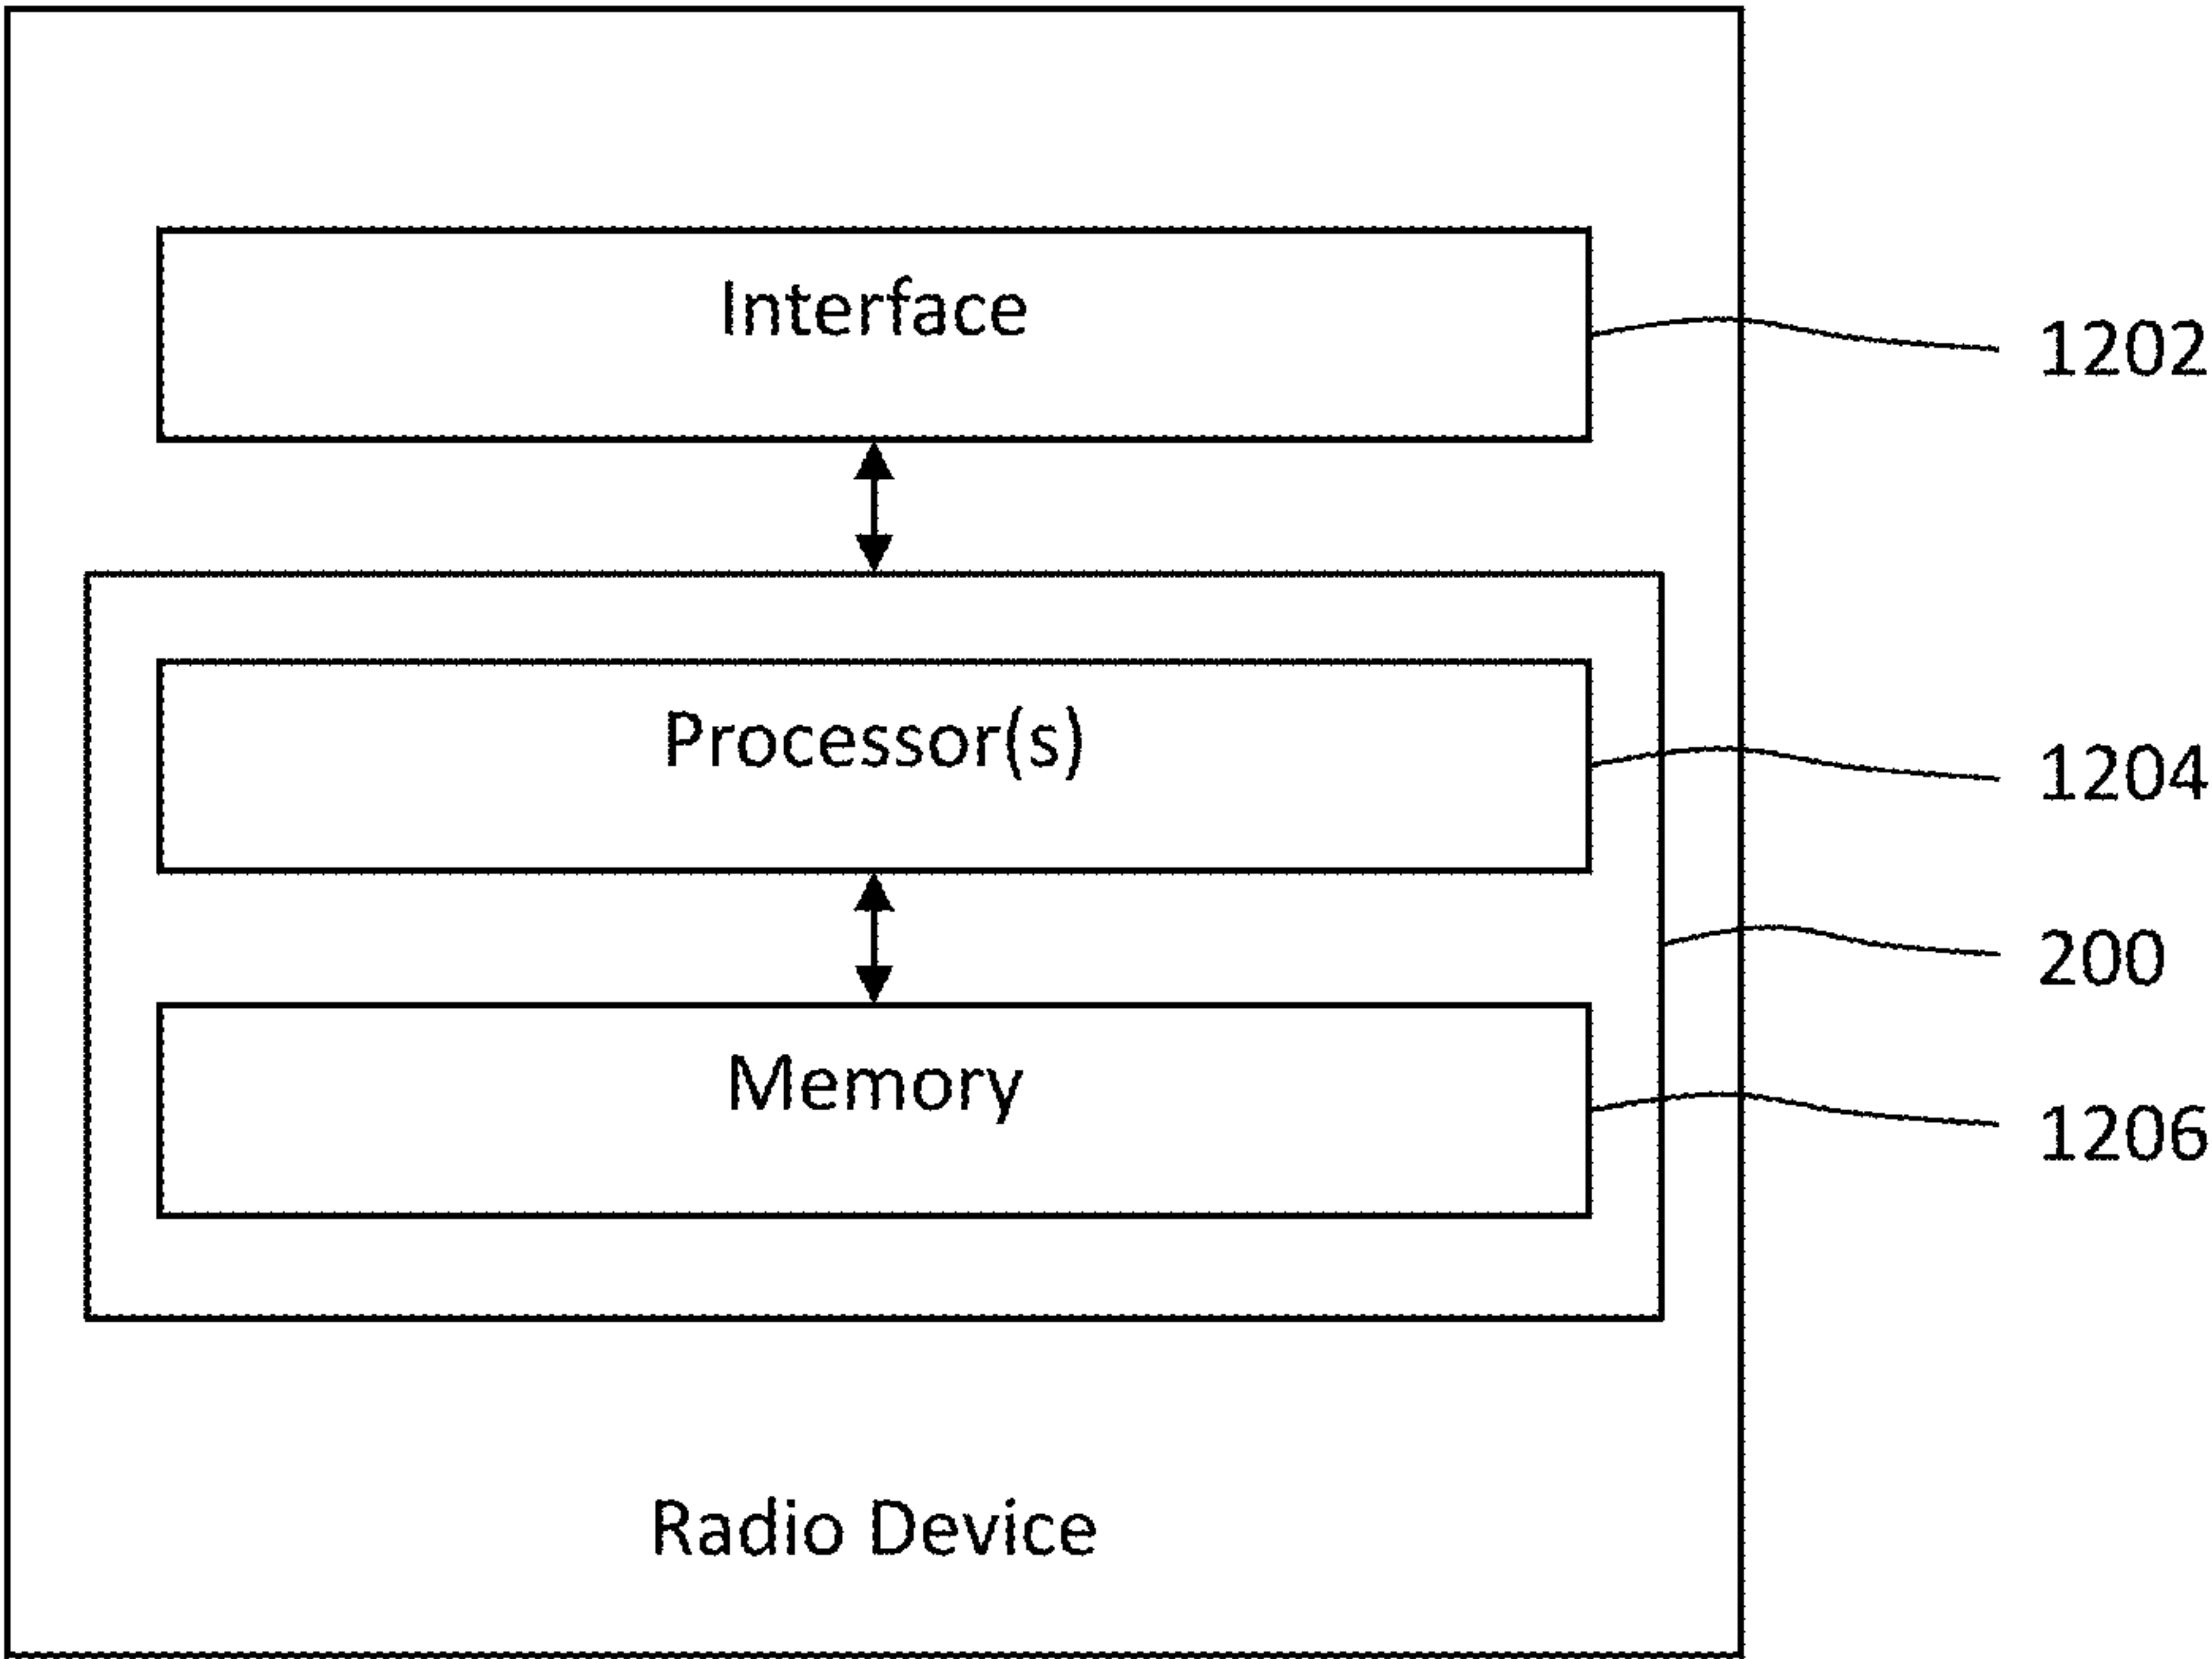 Interface
1202
Processor(s)
1204
200
Memory
1206
Radio Device